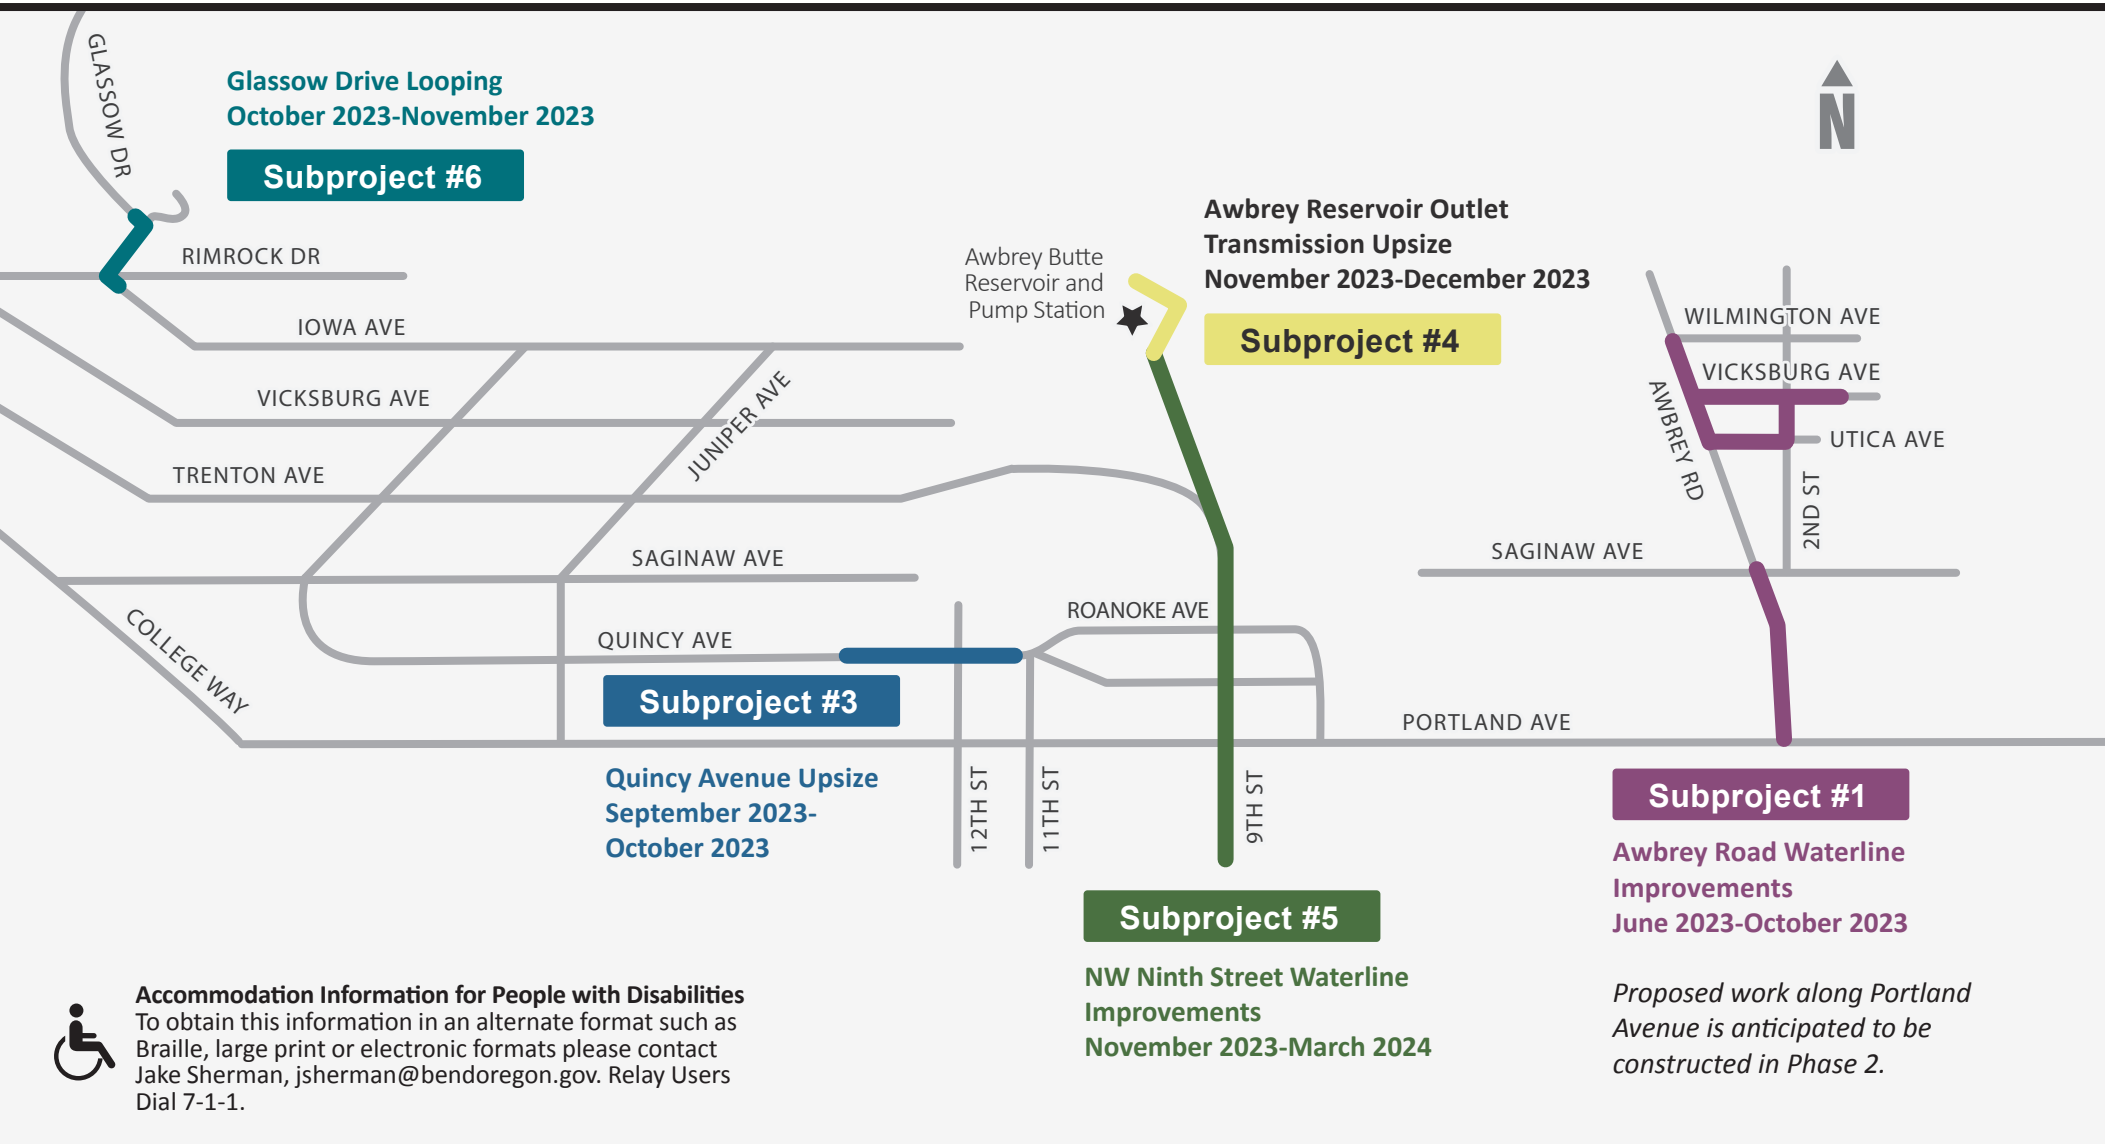 GLASSOW DR
Glassow Drive Looping
October 2023-November 2023
Subproject #6
N
RIMROCK DR
IOWA AVE
VICKSBURG AVE
TRENTON AVE
JUNIPER AVE
Awbrey Butte
Reservoir and
Pump Station
Awbrey Reservoir Outlet
Transmission Upsize
November 2023-December 2023
Subproject #4
WILMINGTON AVE
VICKSBURG AVE
AWBREY RD
UTICA AVE
2ND ST
SAGINAW AVE
SAGINAW AVE
COLLEGE WAY
QUINCY AVE
ROANOKE AVE
Subproject #3
PORTLAND AVE
Quincy Avenue Upsize
September 2023-
October 2023
12TH ST
11TH ST
9TH ST
Subproject #1
Awbrey Road Waterline
Improvements
June 2023-October 2023
Proposed work along Portland
Avenue is anticipated to be
constructed in Phase 2.
Subproject #5
NW Ninth Street Waterline
Improvements
November 2023-March 2024
Accommodation Information for People with Disabilities
To obtain this information in an alternate format such as
Braille, large print or electronic formats please contact
Jake Sherman, jsherman@bendoregon.gov. Relay Users
Dial 7-1-1.